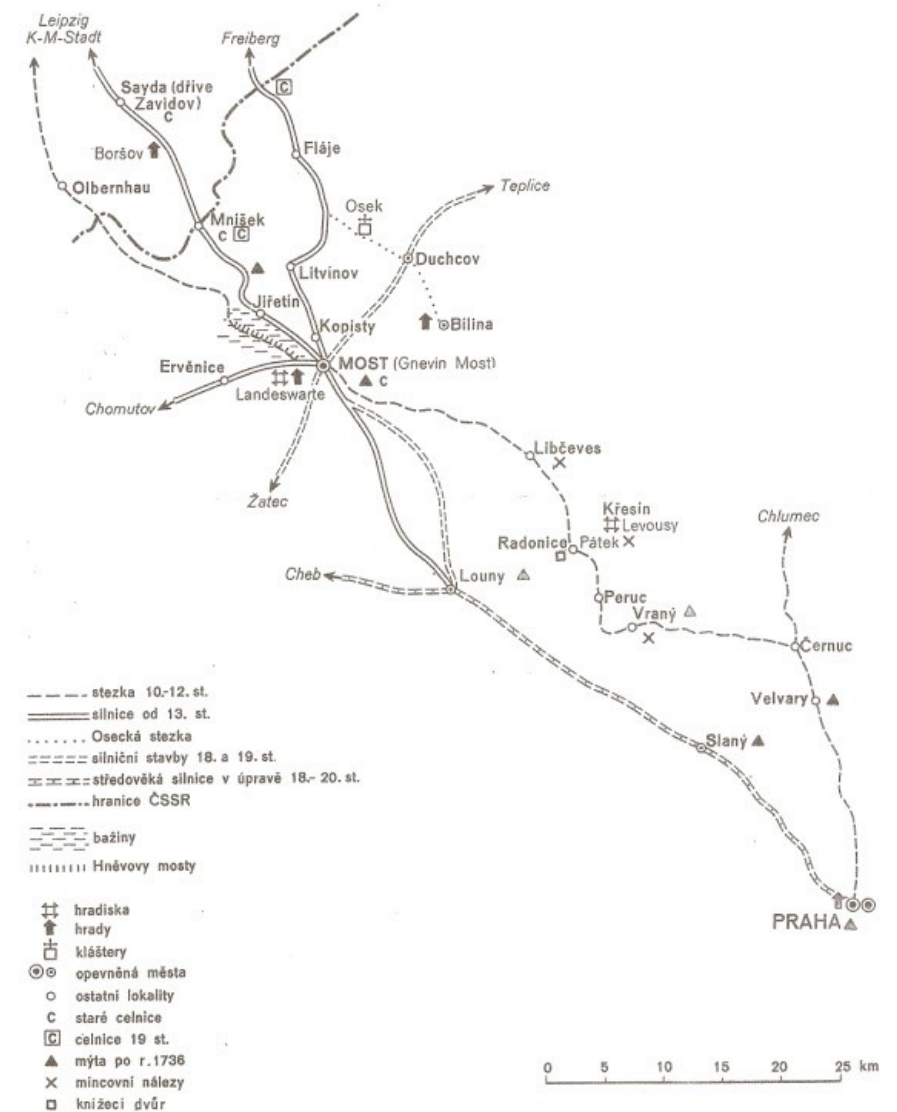 Leipzig
K-M-Stadt
Freiberg
C
Sayda (dříve
Zavidov)
C
Boršov
Fláje
Olbernhau
Teplice
Osek
Mníšek
C C
Duchcov
Litvínov
Jiřetín
Kopisty
Bílina
MOST (Gnevin Most)
C
Ervěnice
Landeswarte
Chomutov
Libčeves
Žatec
Křesín
Levousy
Chlumec
Radonice
Pátek
Cheb
Louny
Peruc
Vraný
Černuc
Velvary
Slaný
PRAHA
stezka 10.-12. st.
silnice od 13. st.
Osecká stezka
silniční stavby 18. a 19. st.
středověká silnice v úpravě 18.- 20. st.
hranice ČSSR
bažiny
Hněvovy mosty
hradiska
hrady
kláštery
opevněná města
ostatní lokality
C staré celnice
C celnice 19 st.
mýta po r. 1736
mincovní nálezy
knížecí dvůr
0 5 10 15 20 25 km